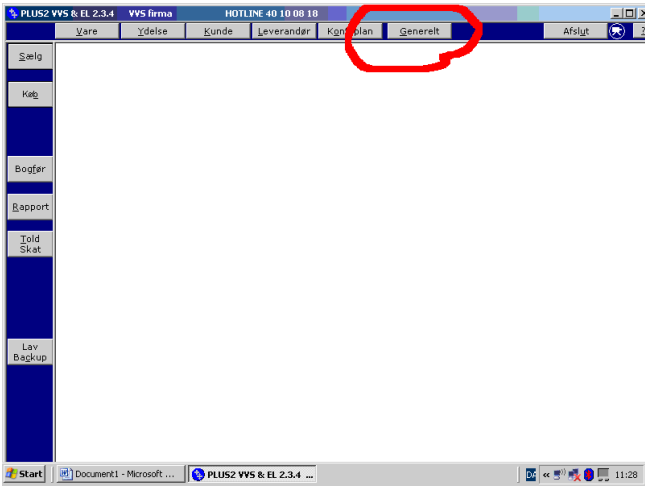 PLUS2 VVS & EL 2.3.4 VVS firma HOTLINE 40 10 08 18
Vare Ydelse Kunde Leverandør Kontoplan Generelt Afslut ?
Sælg
Køb
Bogfør
Rapport
Told
Skat
Lav
Backup
Start Document1 - Microsoft ... PLUS2 VVS & EL 2.3.4 ... DA « 11:28